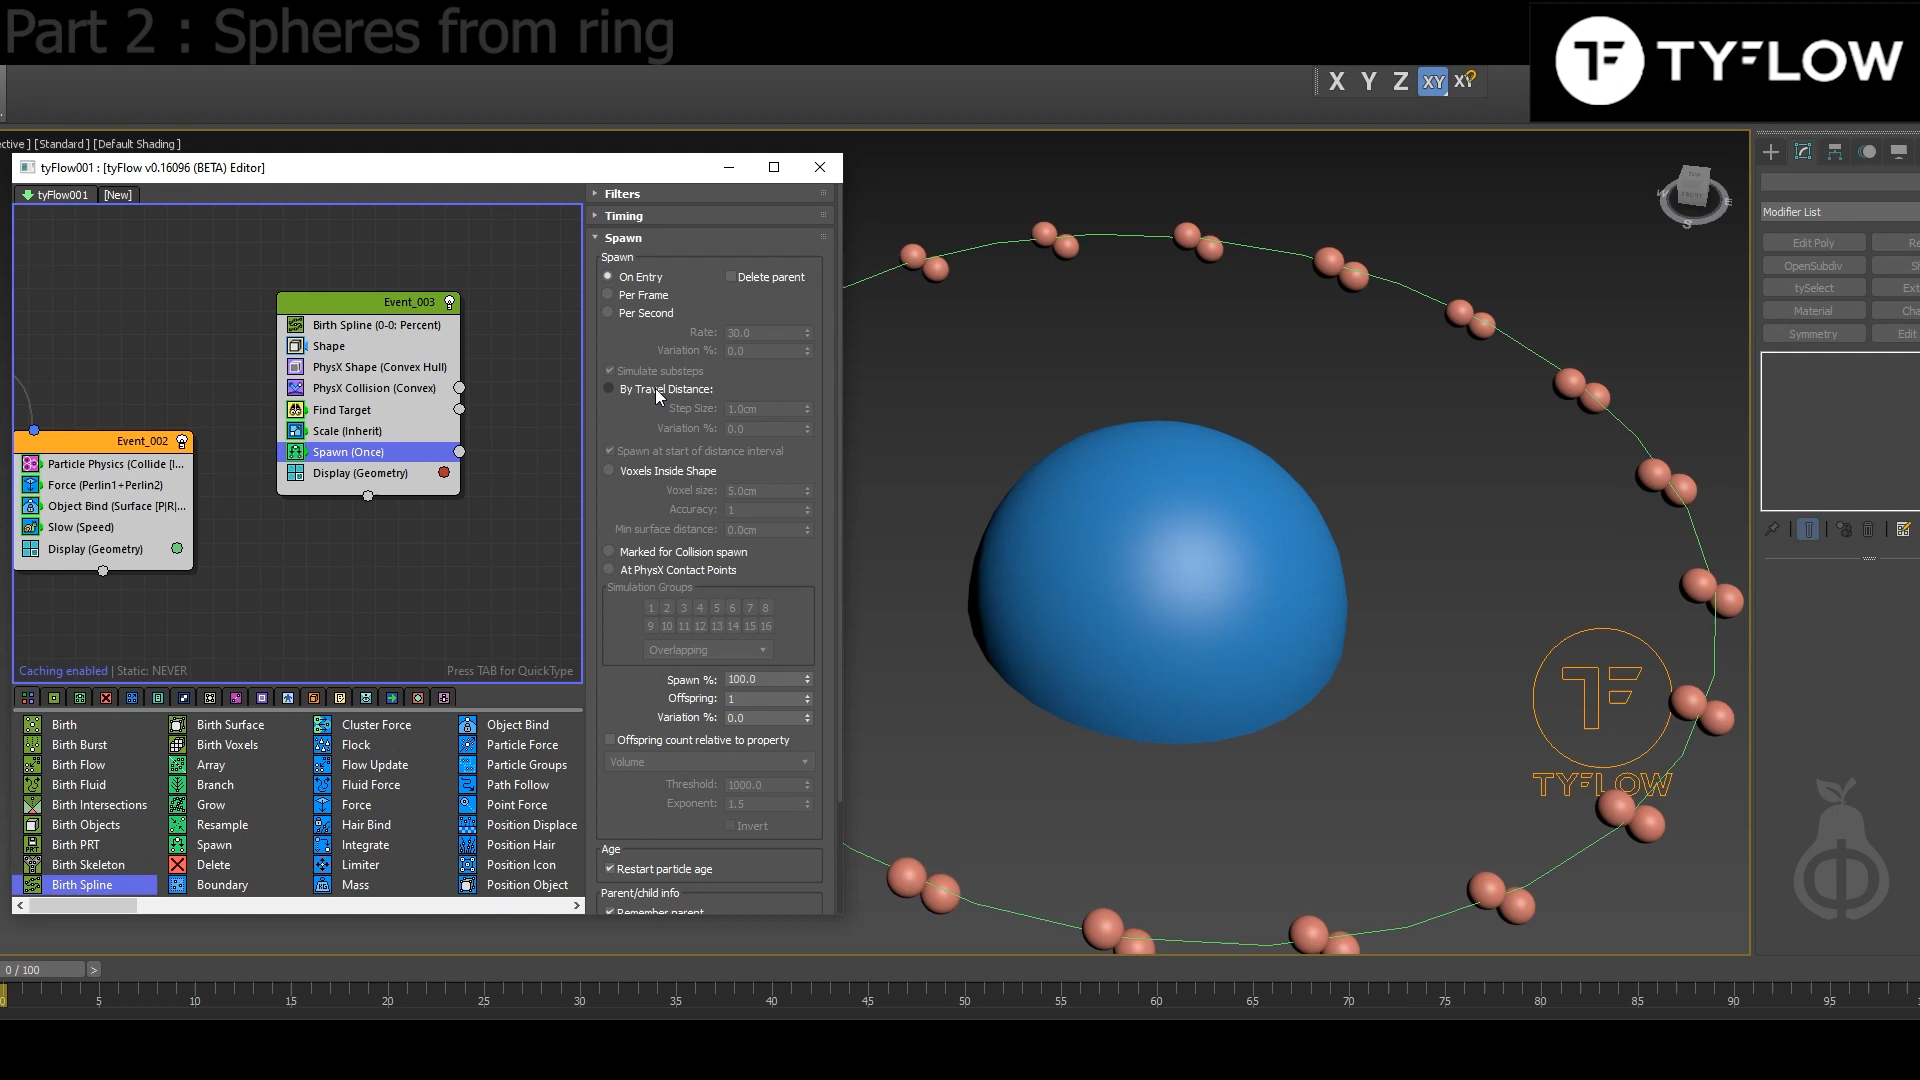 Part 2 : Spheres from ring
TYFLOW
X Y Z XY XY
ctive ] [Standard ] [Default Shading ]
tyFlow001 : [tyFlow v0.16096 (BETA) Editor]
tyFlow001 [New]
Event_003
Birth Spline (0-0: Percent)
Shape
PhysX Shape (Convex Hull)
PhysX Collision (Convex)
Find Target
Scale (Inherit)
Spawn (Once)
Display (Geometry)
Event_002
Particle Physics (Collide [I...
Force (Perlin1+Perlin2)
Object Bind (Surface [P|R|...
Slow (Speed)
Display (Geometry)
Caching enabled | Static: NEVER
Press TAB for QuickType
Birth
Birth Burst
Birth Flow
Birth Fluid
Birth Intersections
Birth Objects
Birth PRT
Birth Skeleton
Birth Spline
Birth Surface
Birth Voxels
Array
Branch
Grow
Resample
Spawn
Delete
Boundary
Cluster Force
Flock
Flow Update
Fluid Force
Force
Hair Bind
Integrate
Limiter
Mass
Object Bind
Particle Force
Particle Groups
Path Follow
Point Force
Position Displace
Position Hair
Position Icon
Position Object
Filters
Timing
Spawn
Spawn
On Entry
Delete parent
Per Frame
Per Second
Rate: 30.0
Variation %: 0.0
Simulate substeps
By Travel Distance:
Step Size: 1.0cm
Variation %: 0.0
Spawn at start of distance interval
Voxels Inside Shape
Voxel size: 5.0cm
Accuracy: 1
Min surface distance: 0.0cm
Marked for Collision spawn
At PhysX Contact Points
Simulation Groups
1 2 3 4 5 6 7 8
9 10 11 12 13 14 15 16
Overlapping
Spawn %: 100.0
Offspring: 1
Variation %: 0.0
Offspring count relative to property
Volume
Threshold: 1000.0
Exponent: 1.5
Invert
Age
Restart particle age
Parent/child info
Remember parent
TOP
FRONT
W
S
E
TYFLOW
Modifier List
Edit Poly
Re
OpenSubdiv
Sh
tySelect
Ext
Material
Cha
Symmetry
Edit
0 / 100
>
0 5 10 15 20 25 30 35 40 45 50 55 60 65 70 75 80 85 90 95